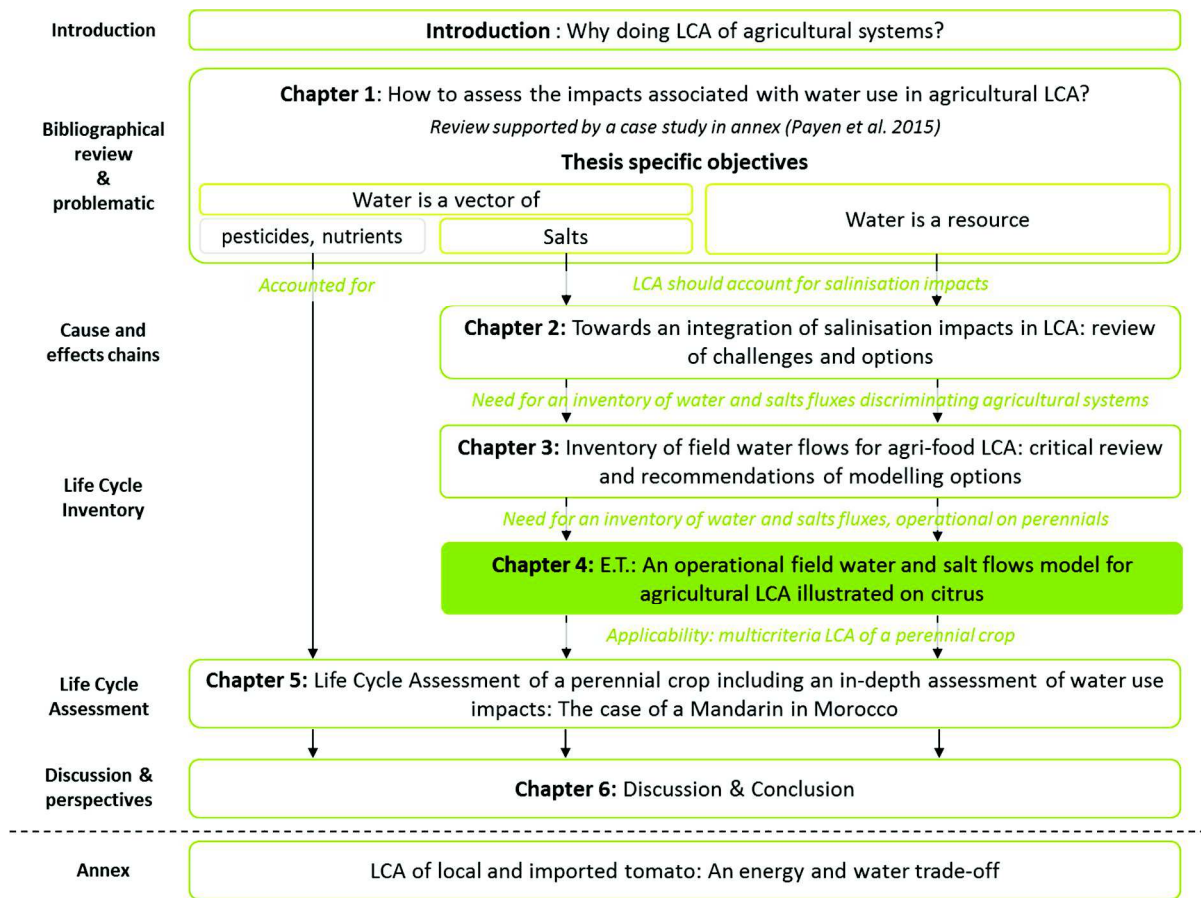 Introduction
Introduction : Why doing LCA of agricultural systems?
Bibliographical
review
&
problematic
Chapter 1: How to assess the impacts associated with water use in agricultural LCA?
Review supported by a case study in annex (Payen et al. 2015)
Thesis specific objectives
Water is a vector of
pesticides, nutrients
Salts
Water is a resource
Accounted for
LCA should account for salinisation impacts
Cause and
effects chains
Chapter 2: Towards an integration of salinisation impacts in LCA: review
of challenges and options
Need for an inventory of water and salts fluxes discriminating agricultural systems
Life Cycle
Inventory
Chapter 3: Inventory of field water flows for agri-food LCA: critical review
and recommendations of modelling options
Need for an inventory of water and salts fluxes, operational on perennials
Chapter 4: E.T.: An operational field water and salt flows model for
agricultural LCA illustrated on citrus
Applicability: multicriteria LCA of a perennial crop
Life Cycle
Assessment
Chapter 5: Life Cycle Assessment of a perennial crop including an in-depth assessment of water use
impacts: The case of a Mandarin in Morocco
Discussion &
perspectives
Chapter 6: Discussion & Conclusion
Annex
LCA of local and imported tomato: An energy and water trade-off